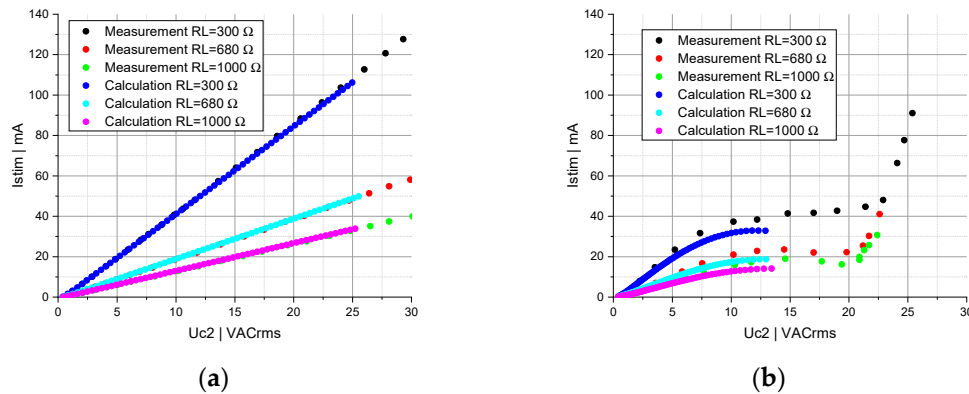 140
120
100
80
60
40
20
0
Istim | mA
Measurement RL=300 Ω
Measurement RL=680 Ω
Measurement RL=1000 Ω
Calculation RL=300 Ω
Calculation RL=680 Ω
Calculation RL=1000 Ω
0 5 10 15 20 25 30
Uc2 | VACrms
(a)
140
120
100
80
60
40
20
0
Istim | mA
Measurement RL=300 Ω
Measurement RL=680 Ω
Measurement RL=1000 Ω
Calculation RL=300 Ω
Calculation RL=680 Ω
Calculation RL=1000 Ω
0 5 10 15 20 25 30
Uc2 | VACrms
(b)